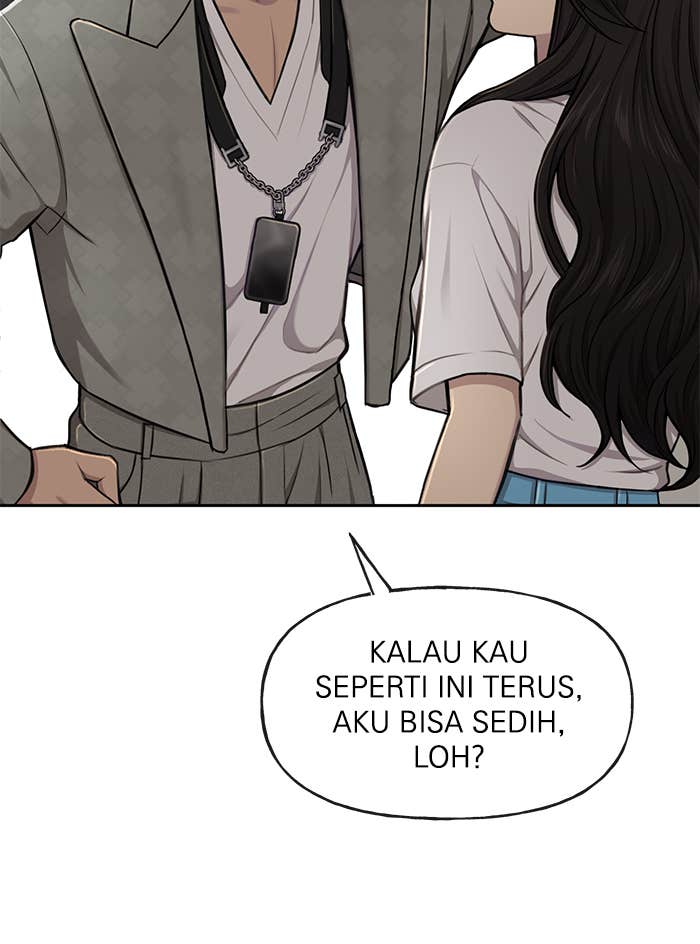 KALAU KAU
SEPERTI INI TERUS,
AKU BISA SEDIH,
LOH?